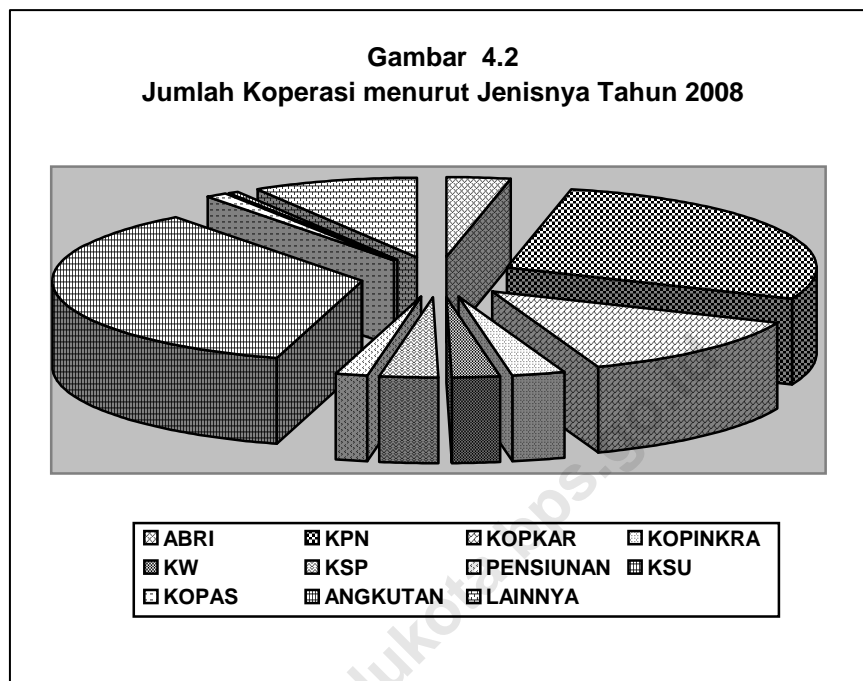 Gambar 4.2
Jumlah Koperasi menurut Jenisnya Tahun 2008
ABRI KPN KOPKAR KOPINKRA
KW KSP PENSIUNAN KSU
KOPAS ANGKUTAN LAINNYA